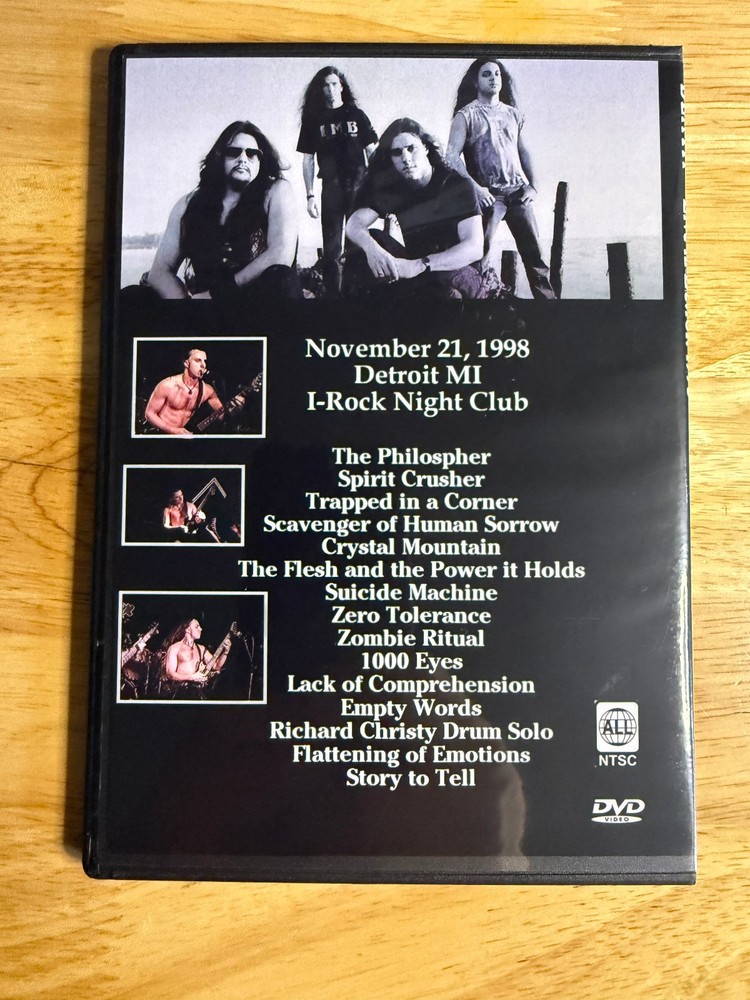 IMB
November 21, 1998
Detroit MI
I-Rock Night Club
The Philospher
Spirit Crusher
Trapped in a Corner
Scavenger of Human Sorrow
Crystal Mountain
The Flesh and the Power it Holds
Suicide Machine
Zero Tolerance
Zombie Ritual
1000 Eyes
Lack of Comprehension
Empty Words
Richard Christy Drum Solo
Flattening of Emotions
Story to Tell
ALL
NTSC
DVD
VIDEO